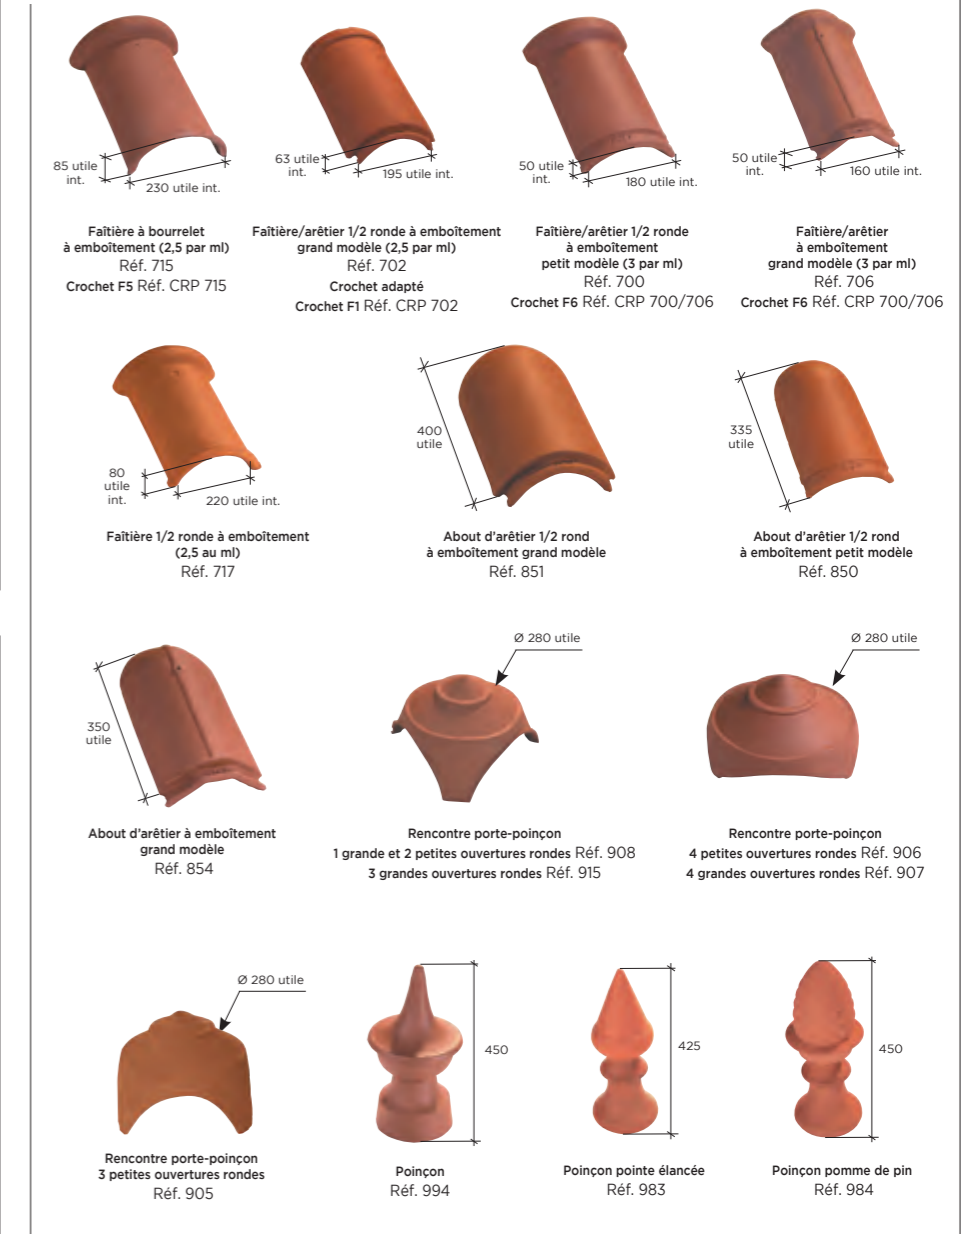 85 utile
int.
230 utile int.
Faîtière à bourrelet
à emboîtement (2,5 par ml)
Réf. 715
Crochet F5 Réf. CRP 715
63 utile
int.
195 utile int.
Faîtière/arêtier 1/2 ronde à emboîtement
grand modèle (2,5 par ml)
Réf. 702
Crochet adapté
Crochet F1 Réf. CRP 702
50 utile
int.
180 utile int.
Faîtière/arêtier 1/2 ronde
à emboîtement
petit modèle (3 par ml)
Réf. 700
Crochet F6 Réf. CRP 700/706
50 utile
int.
160 utile int.
Faîtière/arêtier
à emboîtement
grand modèle (3 par ml)
Réf. 706
Crochet F6 Réf. CRP 700/706
80
utile
int.
220 utile int.
Faîtière 1/2 ronde à emboîtement
(2,5 au ml)
Réf. 717
400
utile
About d'arêtier 1/2 rond
à emboîtement grand modèle
Réf. 851
335
utile
About d'arêtier 1/2 rond
à emboîtement petit modèle
Réf. 850
350
utile
About d'arêtier à emboîtement
grand modèle
Réf. 854
Ø 280 utile
Rencontre porte-poinçon
1 grande et 2 petites ouvertures rondes Réf. 908
3 grandes ouvertures rondes Réf. 915
Ø 280 utile
Rencontre porte-poinçon
4 petites ouvertures rondes Réf. 906
4 grandes ouvertures rondes Réf. 907
Ø 280 utile
Rencontre porte-poinçon
3 petites ouvertures rondes
Réf. 905
450
Poinçon
Réf. 994
425
Poinçon pointe élancée
Réf. 983
450
Poinçon pomme de pin
Réf. 984